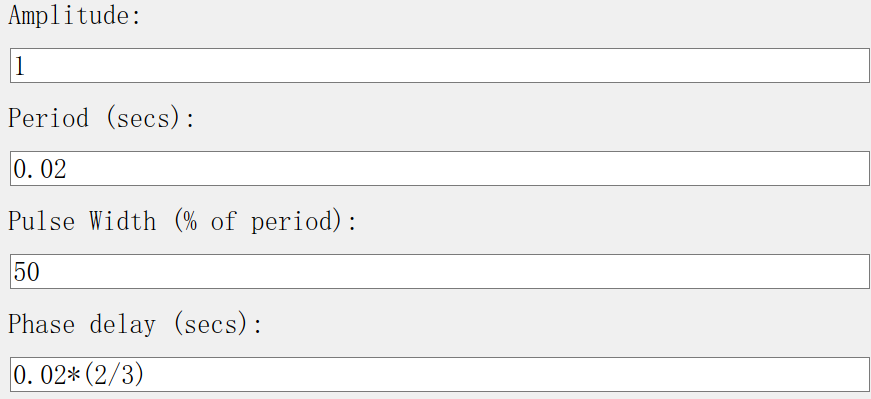 Amplitude:
1
Period (secs):
0.02
Pulse Width (% of period):
50
Phase delay (secs):
0.02*(2/3)